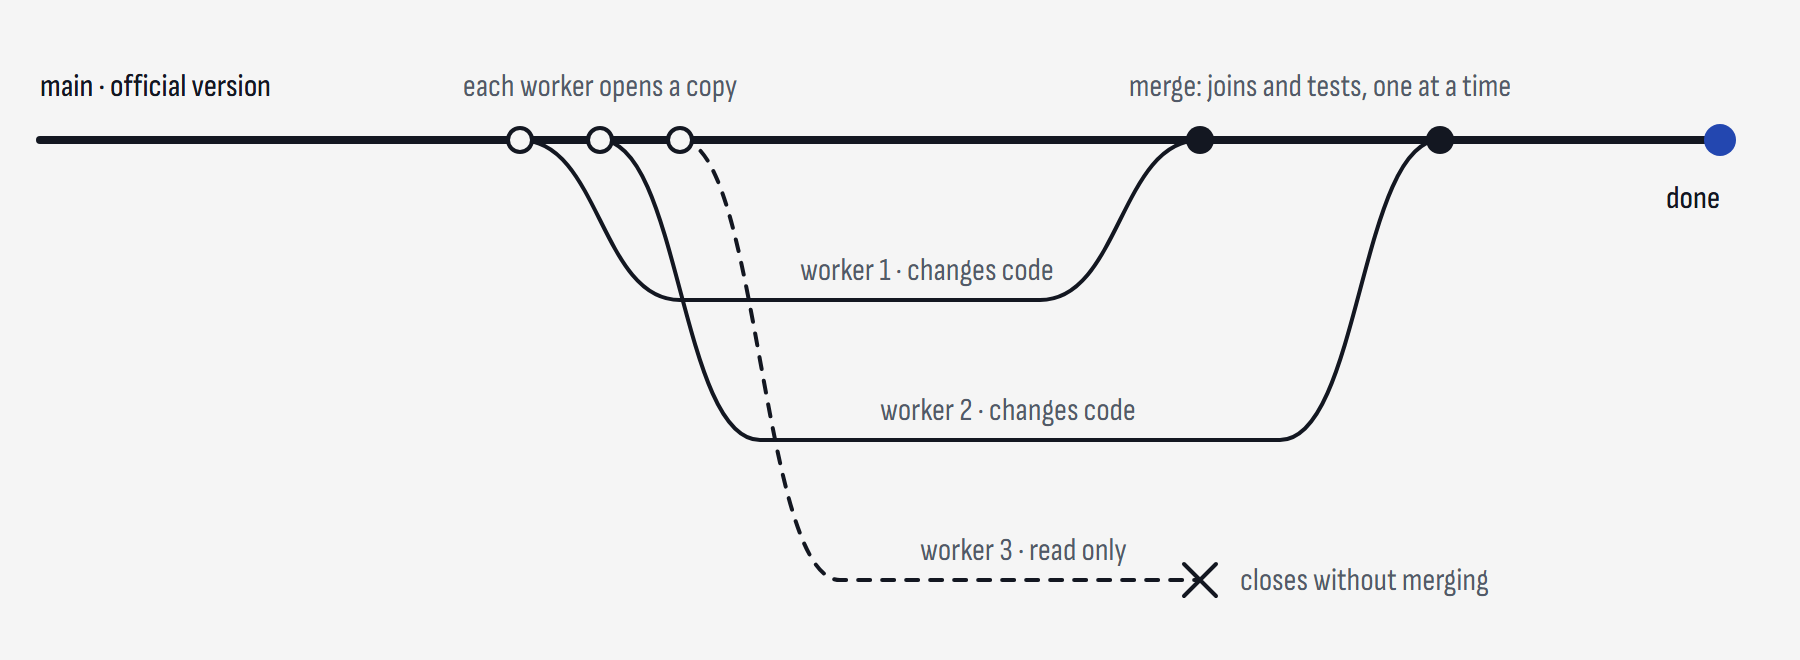 main · official version
each worker opens a copy
merge: joins and tests, one at a time
done
worker 1 · changes code
worker 2 · changes code
worker 3 · read only
closes without merging